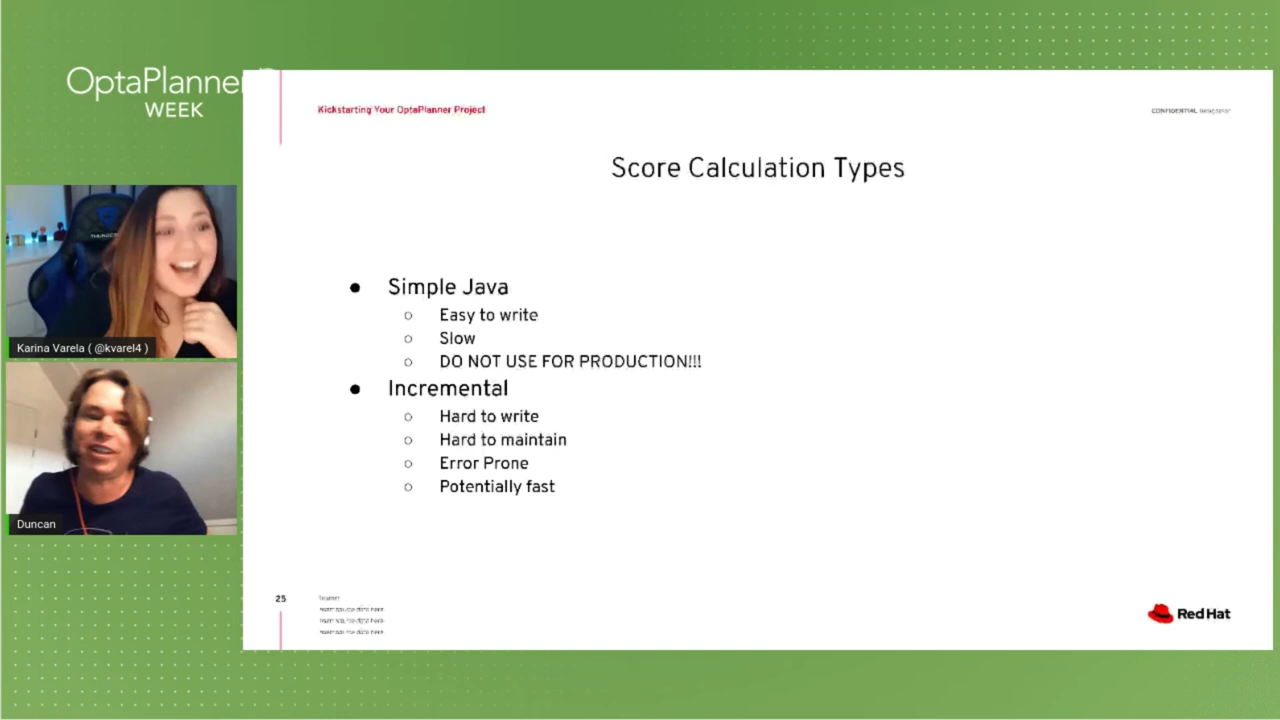 OptaPlanner
WEEK
Kickstarting Your OptaPlanner Project
CONFIDENTIAL
Score Calculation Types
● Simple Java
○ Easy to write
○ Slow
○ DO NOT USE FOR PRODUCTION!!!
● Incremental
○ Hard to write
○ Hard to maintain
○ Error Prone
○ Potentially fast
Karina Varela ( @kvarel4 )
Duncan
25
Red Hat